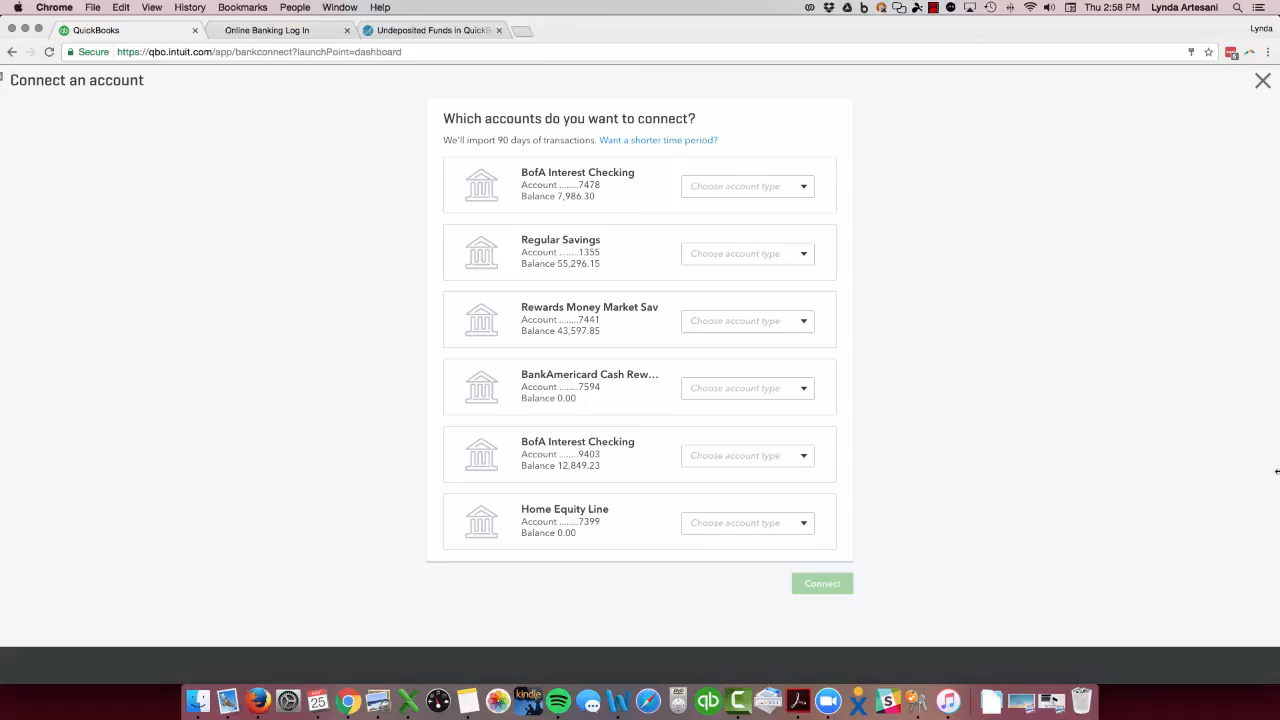 Chrome File Edit View History Bookmarks People Window Help Thu 2:58 PM Lynda Artesani
QuickBooks Online Banking Log In Undeposited Funds in QuickB Lynda
Secure https://qbo.intuit.com/app/bankconnect?launchPoint=dashboard
Connect an account
Which accounts do you want to connect?
We'll import 90 days of transactions. Want a shorter time period?
BofA Interest Checking
Account ........7478
Balance 7,986.30
Choose account type
Regular Savings
Account ........1355
Balance 55,296.15
Choose account type
Rewards Money Market Sav
Account ........7441
Balance 43,597.85
Choose account type
BankAmericard Cash Rew...
Account ........7594
Balance 0.00
Choose account type
BofA Interest Checking
Account ........9403
Balance 12,849.23
Choose account type
Home Equity Line
Account ........7399
Balance 0.00
Choose account type
Connect
kindle